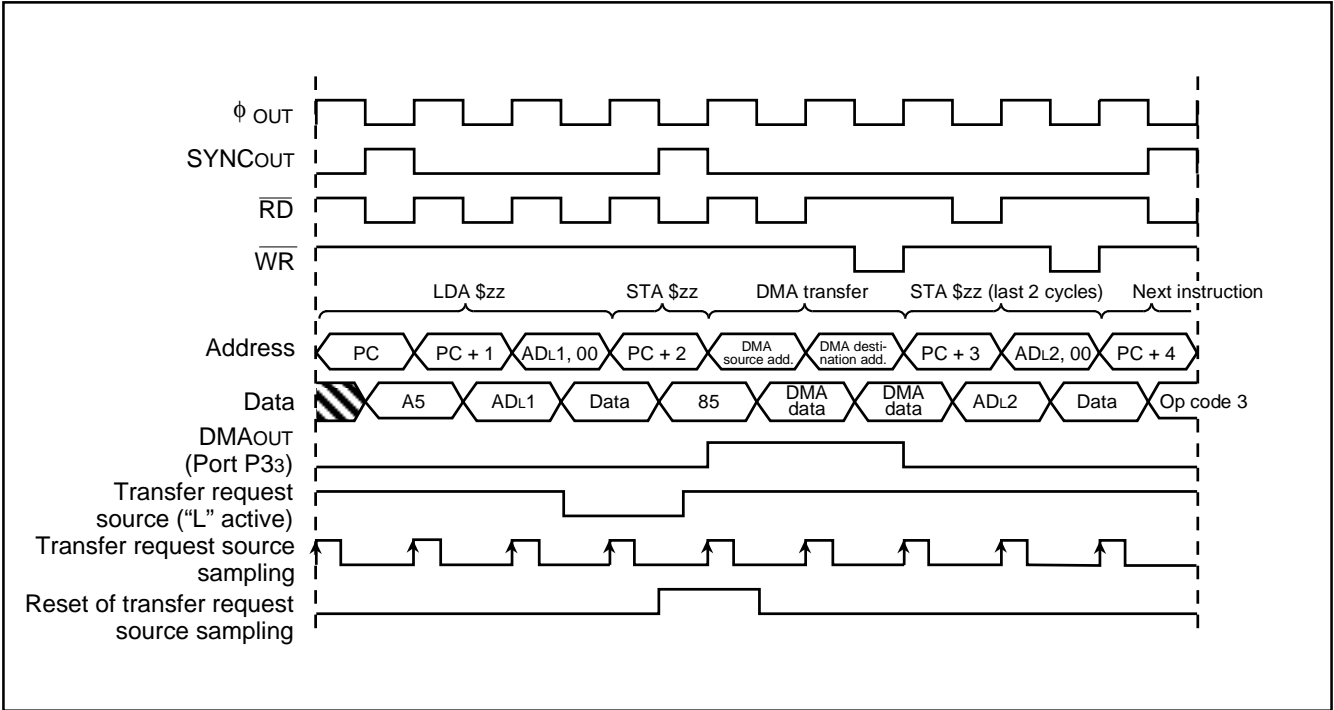 ϕ OUT
SYNCOUT
RD
WR
LDA $zz STA $zz DMA transfer STA $zz (last 2 cycles) Next instruction
Address PC PC + 1 ADL1, 00 PC + 2 DMA source add. DMA desti-nation add. PC + 3 ADL2, 00 PC + 4
Data A5 ADL1 Data 85 DMA data DMA data ADL2 Data Op code 3
DMAOUT
(Port P33)
Transfer request
source (“L” active)
Transfer request source
sampling
Reset of transfer request
source sampling